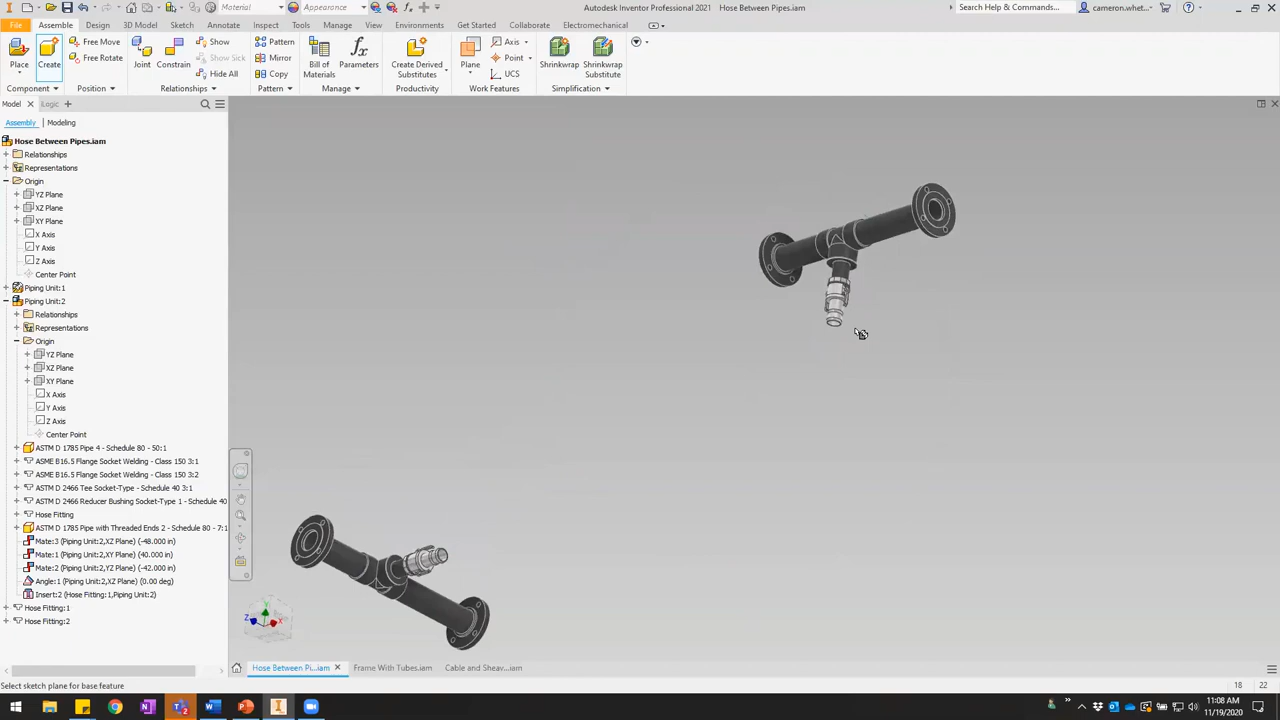 Material
Appearance
Autodesk Inventor Professional 2021 Hose Between Pipes.iam
Search Help & Commands...
cameron.whet...
File Assemble Design 3D Model Sketch Annotate Inspect Tools Manage View Environments Get Started Collaborate Electromechanical
Place
Create
Free Move
Free Rotate
Joint
Constrain
Show
Show Sick
Hide All
Pattern
Mirror
Copy
Bill of
Materials
Parameters
Create Derived
Substitutes
Plane
Axis
Point
UCS
Shrinkwrap
Shrinkwrap
Substitute
Component Position Relationships Pattern Manage Productivity Work Features Simplification
Model Logic
Assembly Modeling
Hose Between Pipes.iam
Relationships
Representations
Origin
YZ Plane
XZ Plane
XY Plane
X Axis
Y Axis
Z Axis
Center Point
Piping Unit:1
Piping Unit:2
Relationships
Representations
Origin
YZ Plane
XZ Plane
XY Plane
X Axis
Y Axis
Z Axis
Center Point
ASTM D 1785 Pipe 4 - Schedule 80 - 50:1
ASME B16.5 Flange Socket Welding - Class 150 3:1
ASME B16.5 Flange Socket Welding - Class 150 3:2
ASTM D 2466 Tee Socket-Type - Schedule 40 3:1
ASTM D 2466 Reducer Bushing Socket-Type 1 - Schedule 40
Hose Fitting
ASTM D 1785 Pipe with Threaded Ends 2 - Schedule 80 - 7:1
Mate:3 (Piping Unit:2,XZ Plane) (-48.000 in)
Mate:1 (Piping Unit:2,XY Plane) (40.000 in)
Mate:2 (Piping Unit:2,YZ Plane) (-42.000 in)
Angle:1 (Piping Unit:2,XZ Plane) (0.00 deg)
Insert:2 (Hose Fitting:1,Piping Unit:2)
Hose Fitting:1
Hose Fitting:2
Y
Z
X
Hose Between Pi...iam Frame With Tubes.iam Cable and Sheav...iam
Select sketch plane for base feature
18 22
11:08 AM
11/19/2020